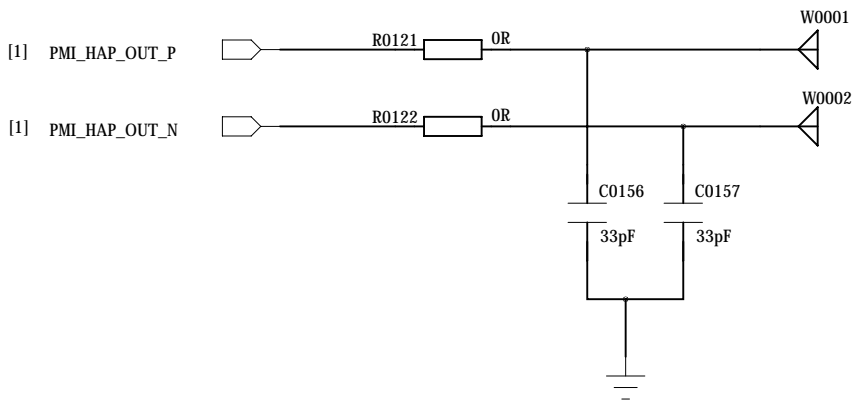 W0001
[1] PMI_HAP_OUT_P R0121 0R
W0002
[1] PMI_HAP_OUT_N R0122 0R
C0156 C0157
33pF 33pF